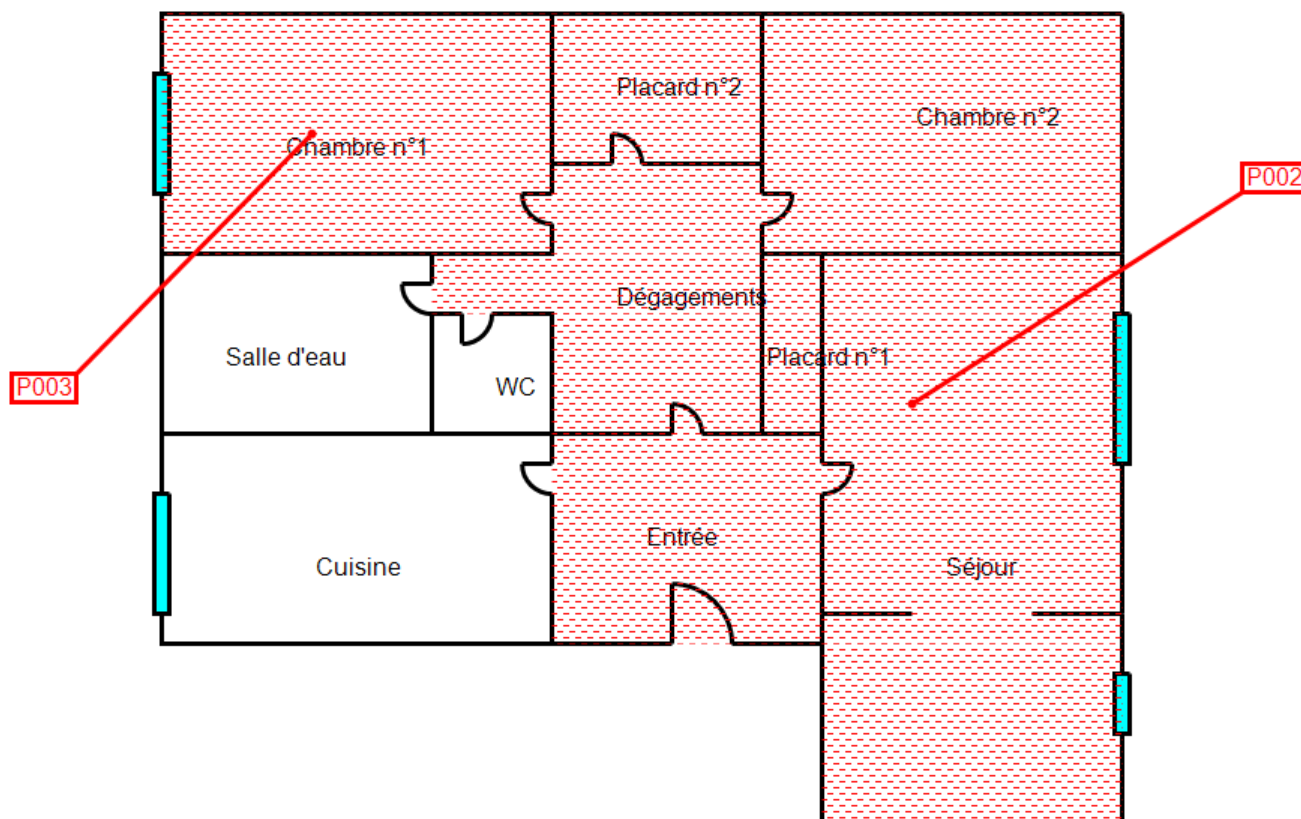 Placard n°2
Chambre n°2
Chambre n°1
P002
Dégagements
Salle d'eau
Placard n°1
P003
WC
Entrée
Cuisine
Séjour